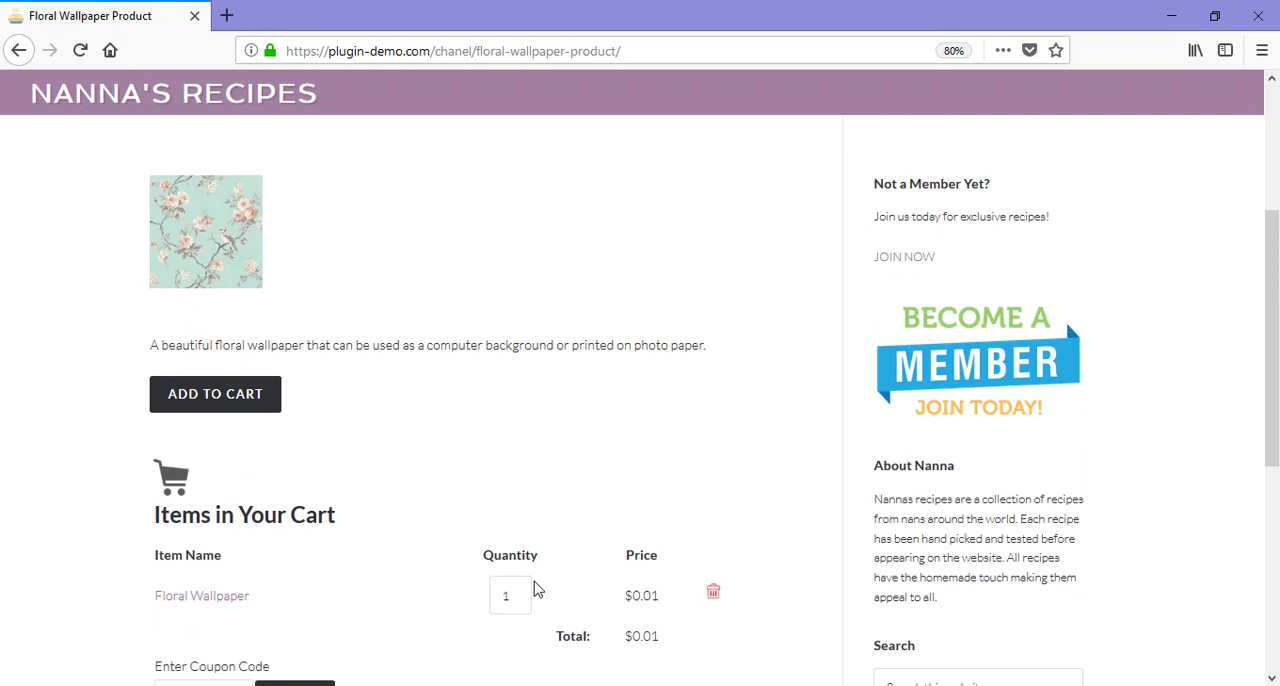 Floral Wallpaper Product
https://plugin-demo.com/chanel/floral-wallpaper-product/
80%
NANNA'S RECIPES
A beautiful floral wallpaper that can be used as a computer background or printed on photo paper.
ADD TO CART
Items in Your Cart
Item Name Quantity Price
Floral Wallpaper 1 $0.01
Total: $0.01
Enter Coupon Code
Not a Member Yet?
Join us today for exclusive recipes!
JOIN NOW
BECOME A
MEMBER
JOIN TODAY!
About Nanna
Nannas recipes are a collection of recipes
from nans around the world. Each recipe
has been hand picked and tested before
appearing on the website. All recipes
have the homemade touch making them
appeal to all.
Search